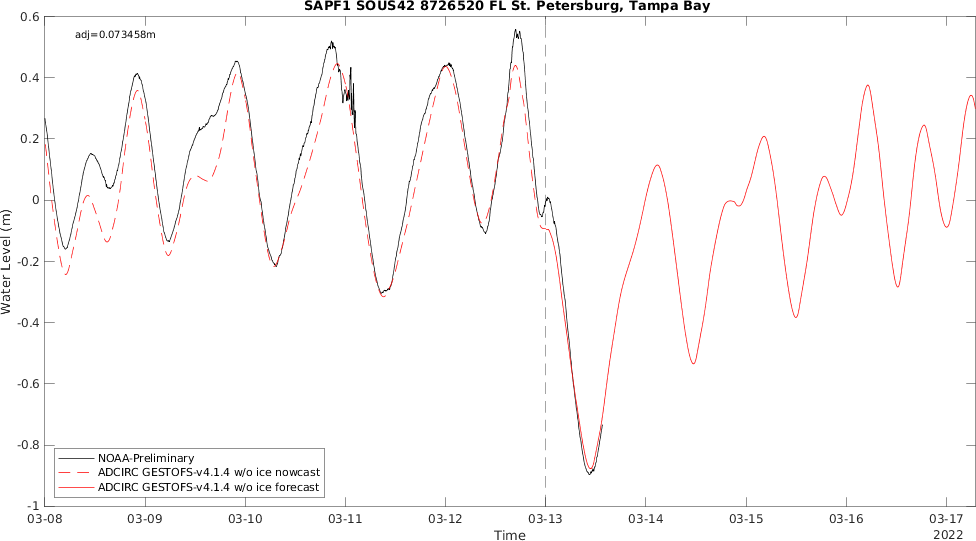 SAPF1 SOUS42 8726520 FL St. Petersburg, Tampa Bay
adj=0.073458m
0.6
0.4
0.2
0
-0.2
-0.4
-0.6
-0.8
-1
Water Level (m)
NOAA-Preliminary
ADCIRC GESTOFS-v4.1.4 w/o ice nowcast
ADCIRC GESTOFS-v4.1.4 w/o ice forecast
03-08 03-09 03-10 03-11 03-12 03-13 03-14 03-15 03-16 03-17
Time
2022